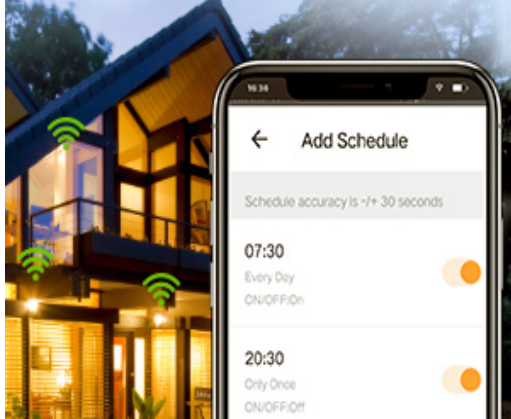 16:36
Add Schedule
Schedule accuracy is -/+ 30 seconds
07:30
Every Day
ON/OFF:On
20:30
Only Once
ON/OFF:Off